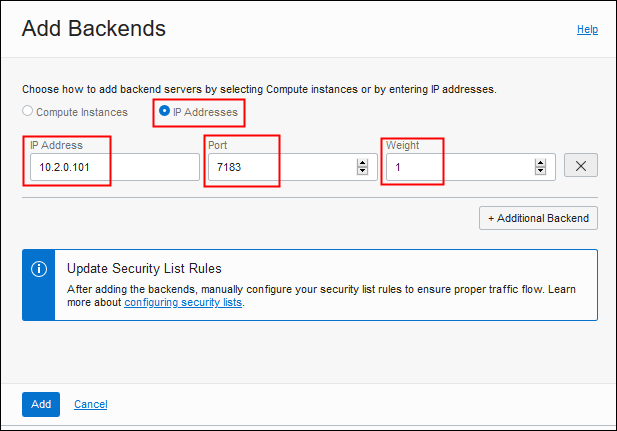 Add Backends
Help
Choose how to add backend servers by selecting Compute instances or by entering IP addresses.
Compute Instances IP Addresses
IP Address Port Weight
10.2.0.101 7183 1
+ Additional Backend
Update Security List Rules
After adding the backends, manually configure your security list rules to ensure proper traffic flow. Learn
more about configuring security lists.
Add Cancel